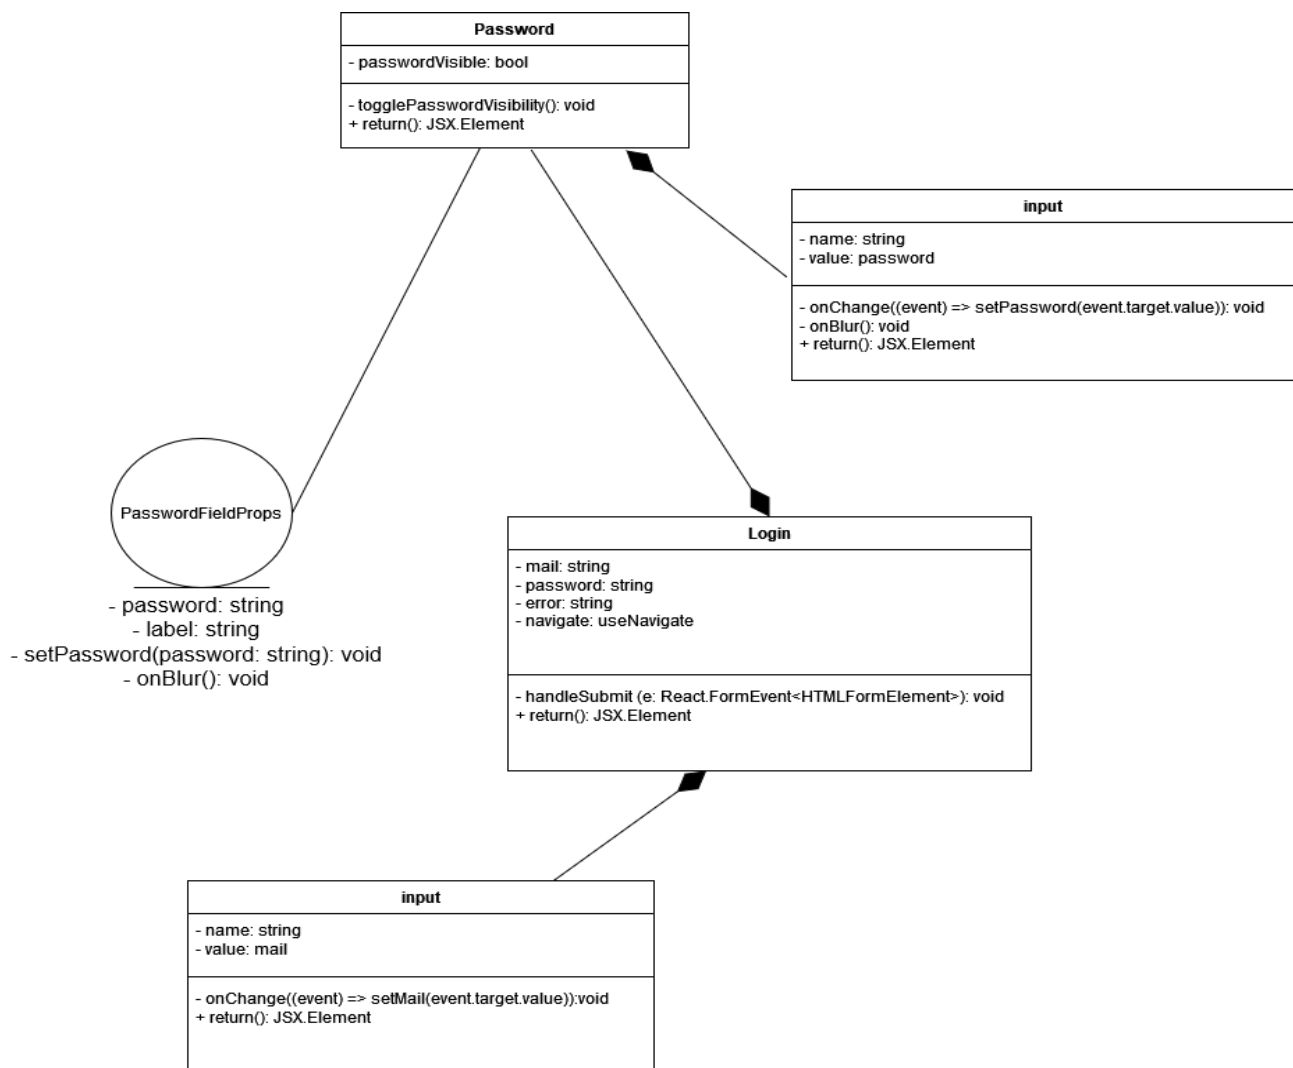 Password
- passwordVisible: bool
- togglePasswordVisibility(): void
+ return(): JSX.Element
input
- name: string
- value: password
- onChange((event) => setPassword(event.target.value)): void
- onBlur(): void
+ return(): JSX.Element
PasswordFieldProps
- password: string
- label: string
- setPassword(password: string): void
- onBlur(): void
Login
- mail: string
- password: string
- error: string
- navigate: useNavigate
- handleSubmit (e: React.FormEvent<HTMLFormElement>): void
+ return(): JSX.Element
input
- name: string
- value: mail
- onChange((event) => setMail(event.target.value)):void
+ return(): JSX.Element